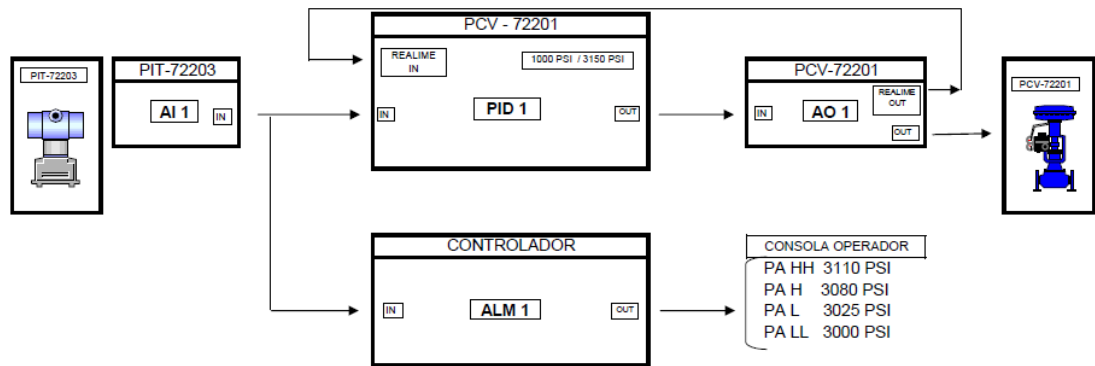 PIT-72203
PIT-72203
AI 1
IN
PCV - 72201
REALIME
IN
1000 PSI / 3150 PSI
IN
PID 1
OUT
PCV-72201
REALIME
OUT
IN
AO 1
OUT
PCV-72201
CONTROLADOR
IN
ALM 1
OUT
CONSOLA OPERADOR
PA HH 3110 PSI
PA H 3080 PSI
PA L 3025 PSI
PA LL 3000 PSI